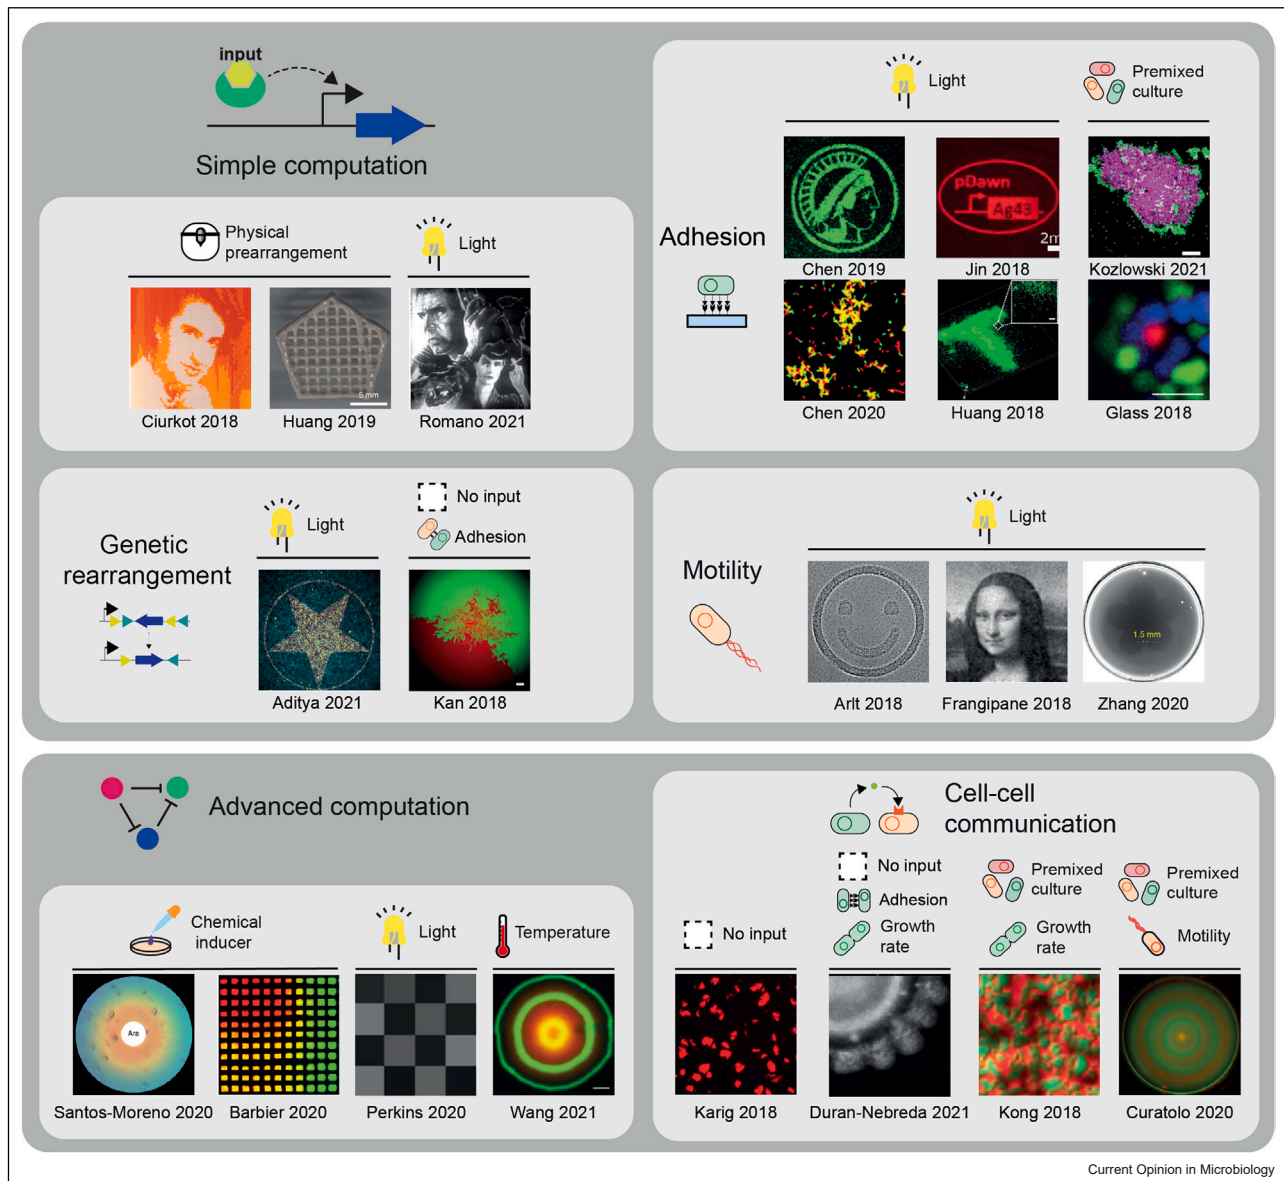 input
Simple computation
Physical
prearrangement
Light
5 mm
Ciurkot 2018
Huang 2019
Romano 2021
Light
Premixed
culture
Adhesion
pDawn
Ag43
2m
Chen 2019
Jin 2018
Kozlowski 2021
Chen 2020
Huang 2018
Glass 2018
Genetic
rearrangement
Light
No input
Adhesion
Aditya 2021
Kan 2018
Motility
Light
1.5 mm
Arlt 2018
Frangipane 2018
Zhang 2020
Advanced computation
Chemical
inducer
Light
Temperature
Ara
Santos-Moreno 2020
Barbier 2020
Perkins 2020
Wang 2021
Cell-cell
communication
No input
No input
Adhesion
Growth
rate
Premixed
culture
Growth
rate
Premixed
culture
Motility
Karig 2018
Duran-Nebreda 2021
Kong 2018
Curatolo 2020
Current Opinion in Microbiology